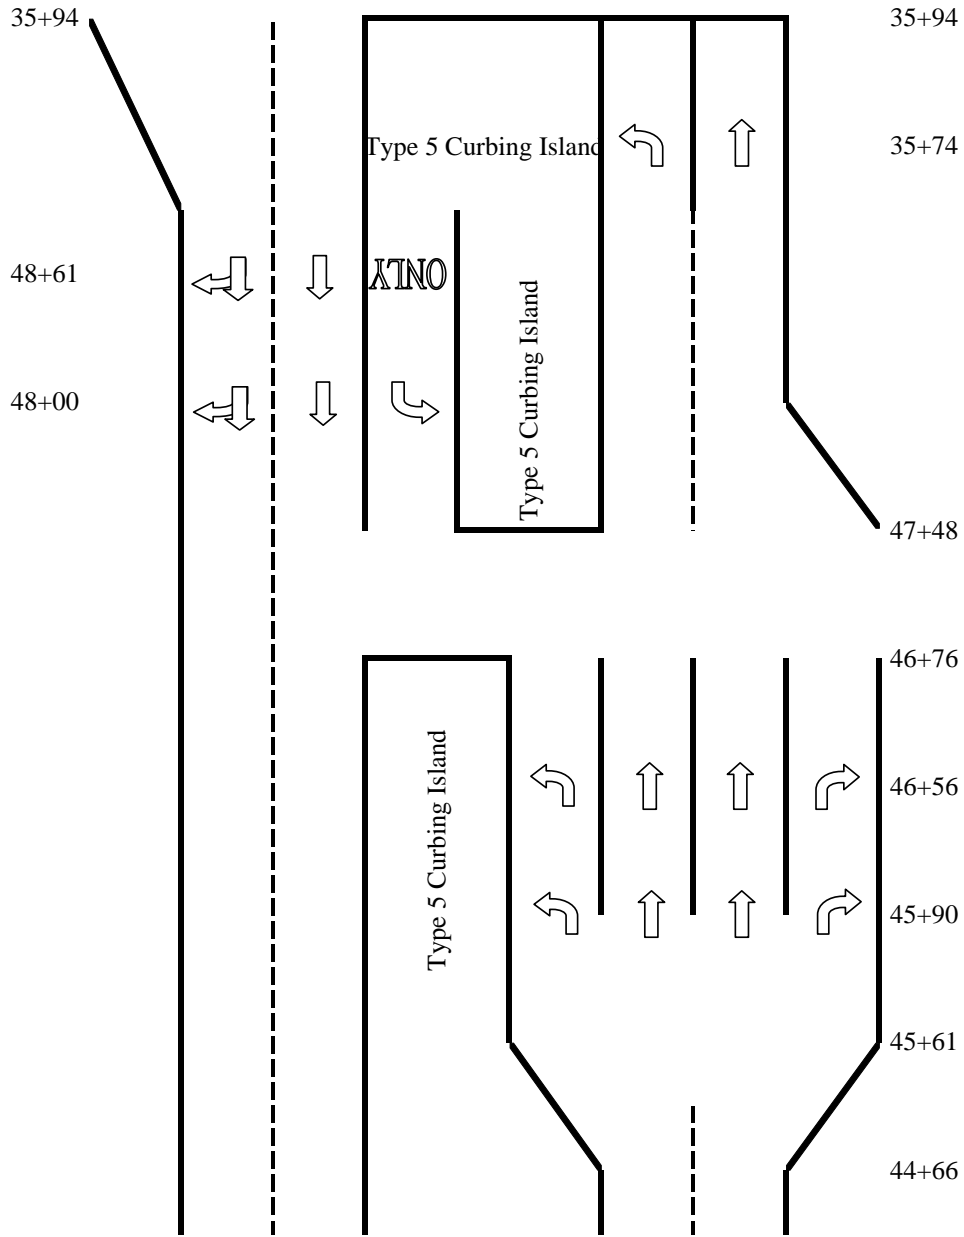 35+94
35+94
Type 5 Curbing Island
35+74
48+61
ONLY
Type 5 Curbing Island
48+00
47+48
46+76
Type 5 Curbing Island
46+56
45+90
45+61
44+66